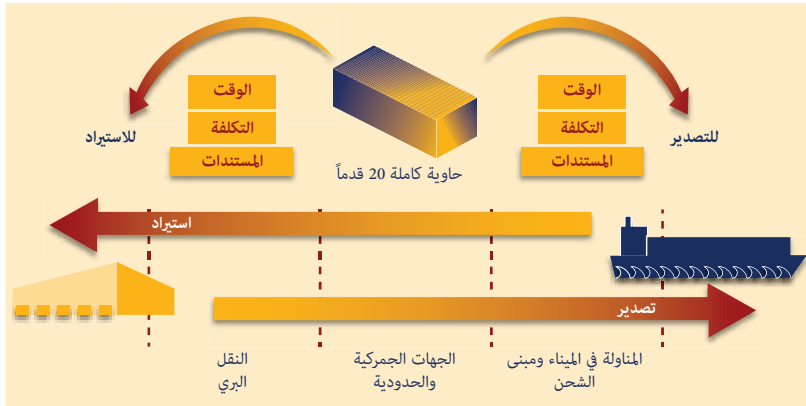 للتصدير
الوقت
التكلفة
المستندات
حاوية كاملة 20 قدماً
الوقت
التكلفة
المستندات
للاستيراد
استيراد
تصدير
المناولة في الميناء ومبنى
الشحن
الجهات الجمركية
والحدودية
النقل
البري